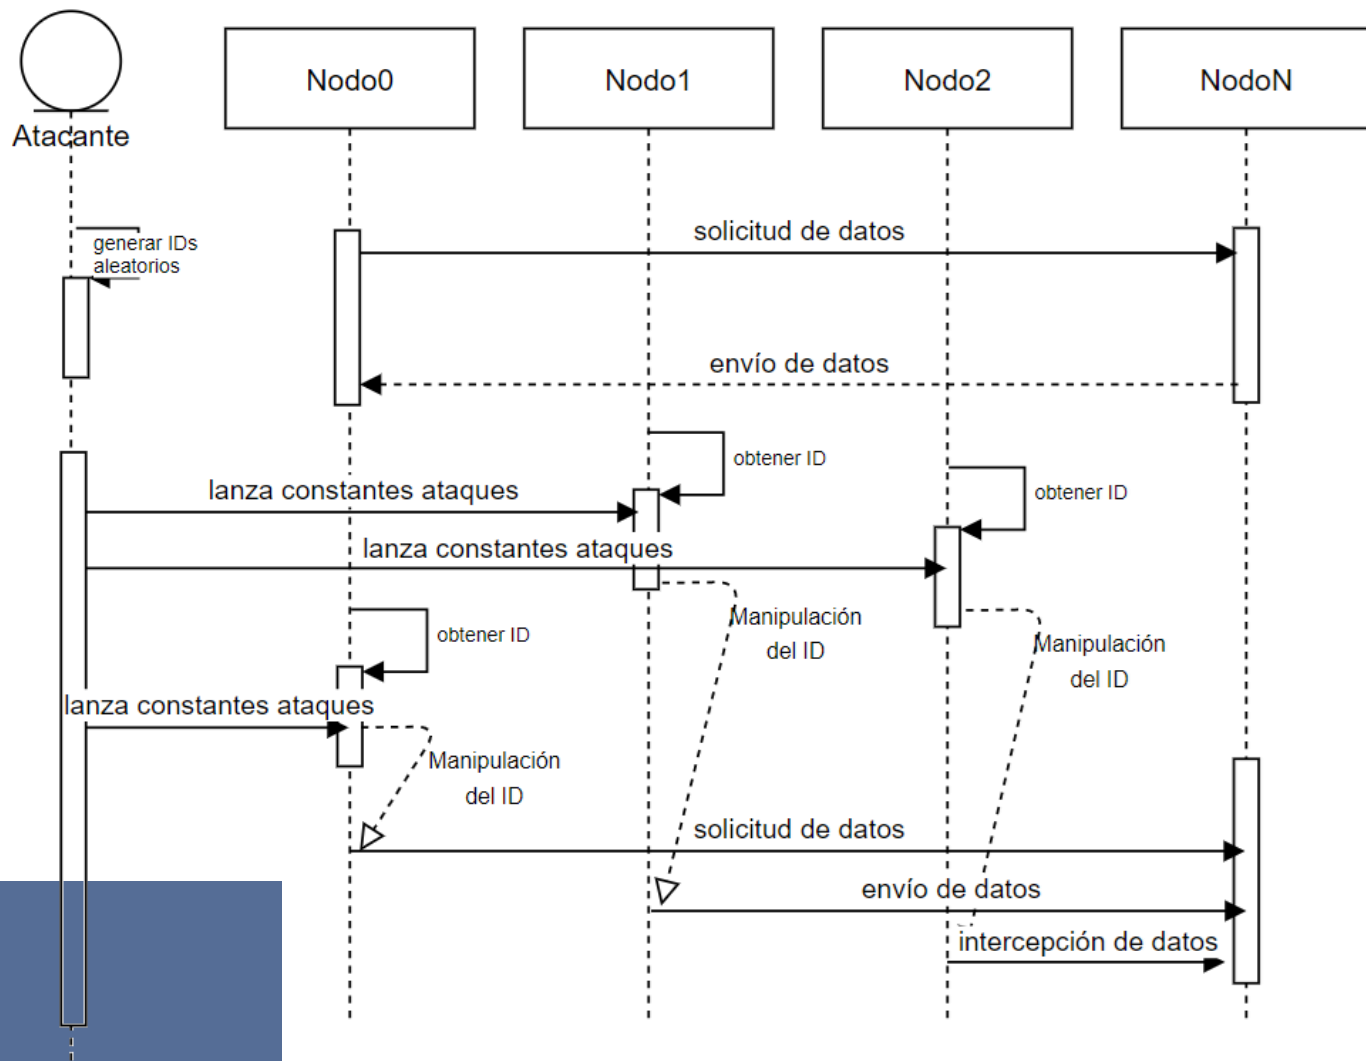 Nodo0
Nodo1
Nodo2
NodoN
Atacante
solicitud de datos
generar IDs
aleatorios
envío de datos
obtener ID
lanza constantes ataques
obtener ID
lanza constantes ataques
Manipulación
del ID
obtener ID
Manipulación
del ID
lanza constantes ataques
Manipulación
del ID
solicitud de datos
envío de datos
intercepción de datos